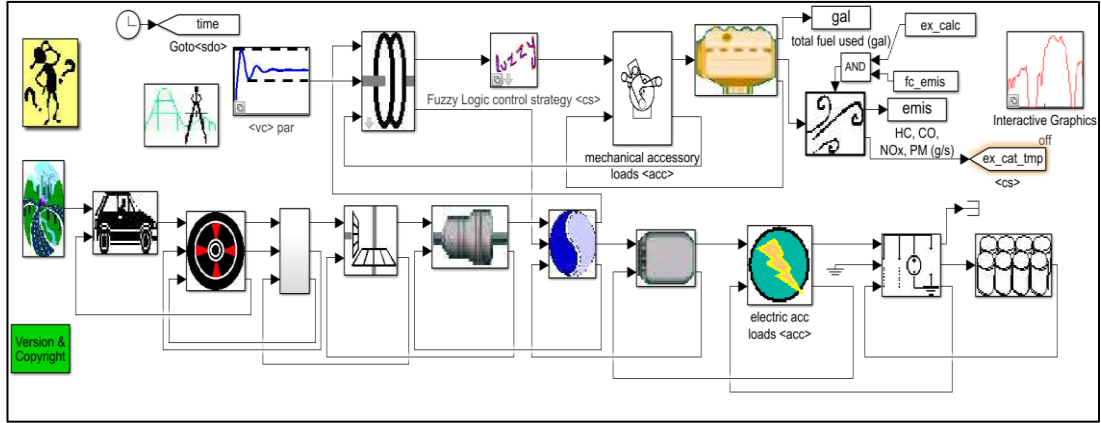 time
Goto<sdo>
<vc> par
fuzzy
Fuzzy Logic control strategy <cs>
mechanical accessory
loads <acc>
gal
total fuel used (gal)
ex_calc
AND
fc_emis
emis
HC, CO,
NOx, PM (g/s)
Interactive Graphics
off
ex_cat_tmp
<cs>
electric acc
loads <acc>
Version &
Copyright